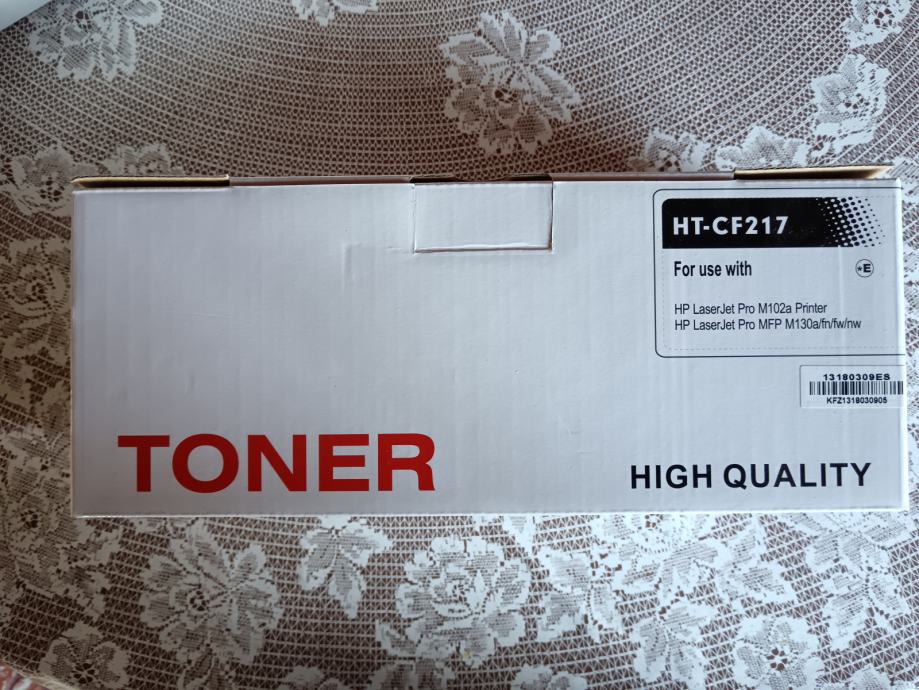 HT-CF217
For use with
*E
HP LaserJet Pro M102a Printer
HP LaserJet Pro MFP M130a/fn/fw/nw
13180309ES
KFZ1318030905
TONER
HIGH QUALITY